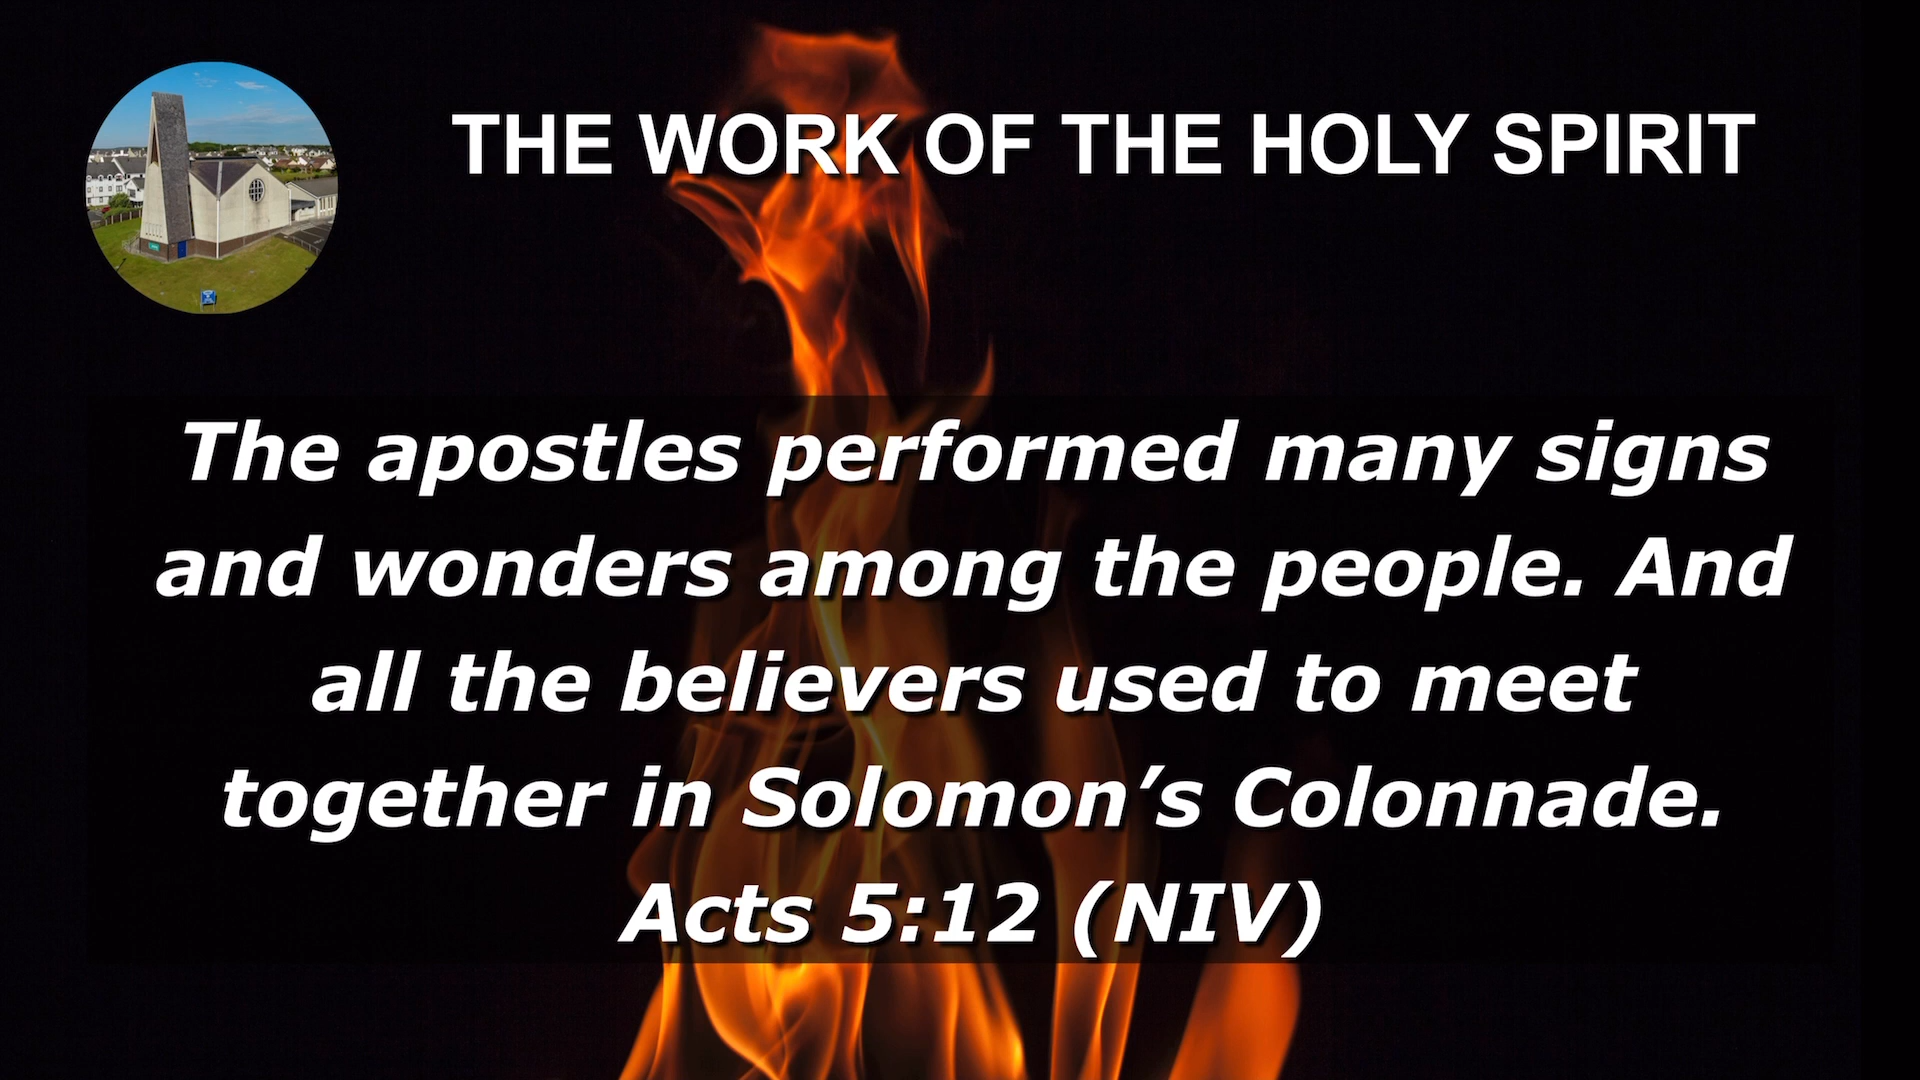 THE WORK OF THE HOLY SPIRIT
The apostles performed many signs
and wonders among the people. And
all the believers used to meet
together in Solomon’s Colonnade.
Acts 5:12 (NIV)